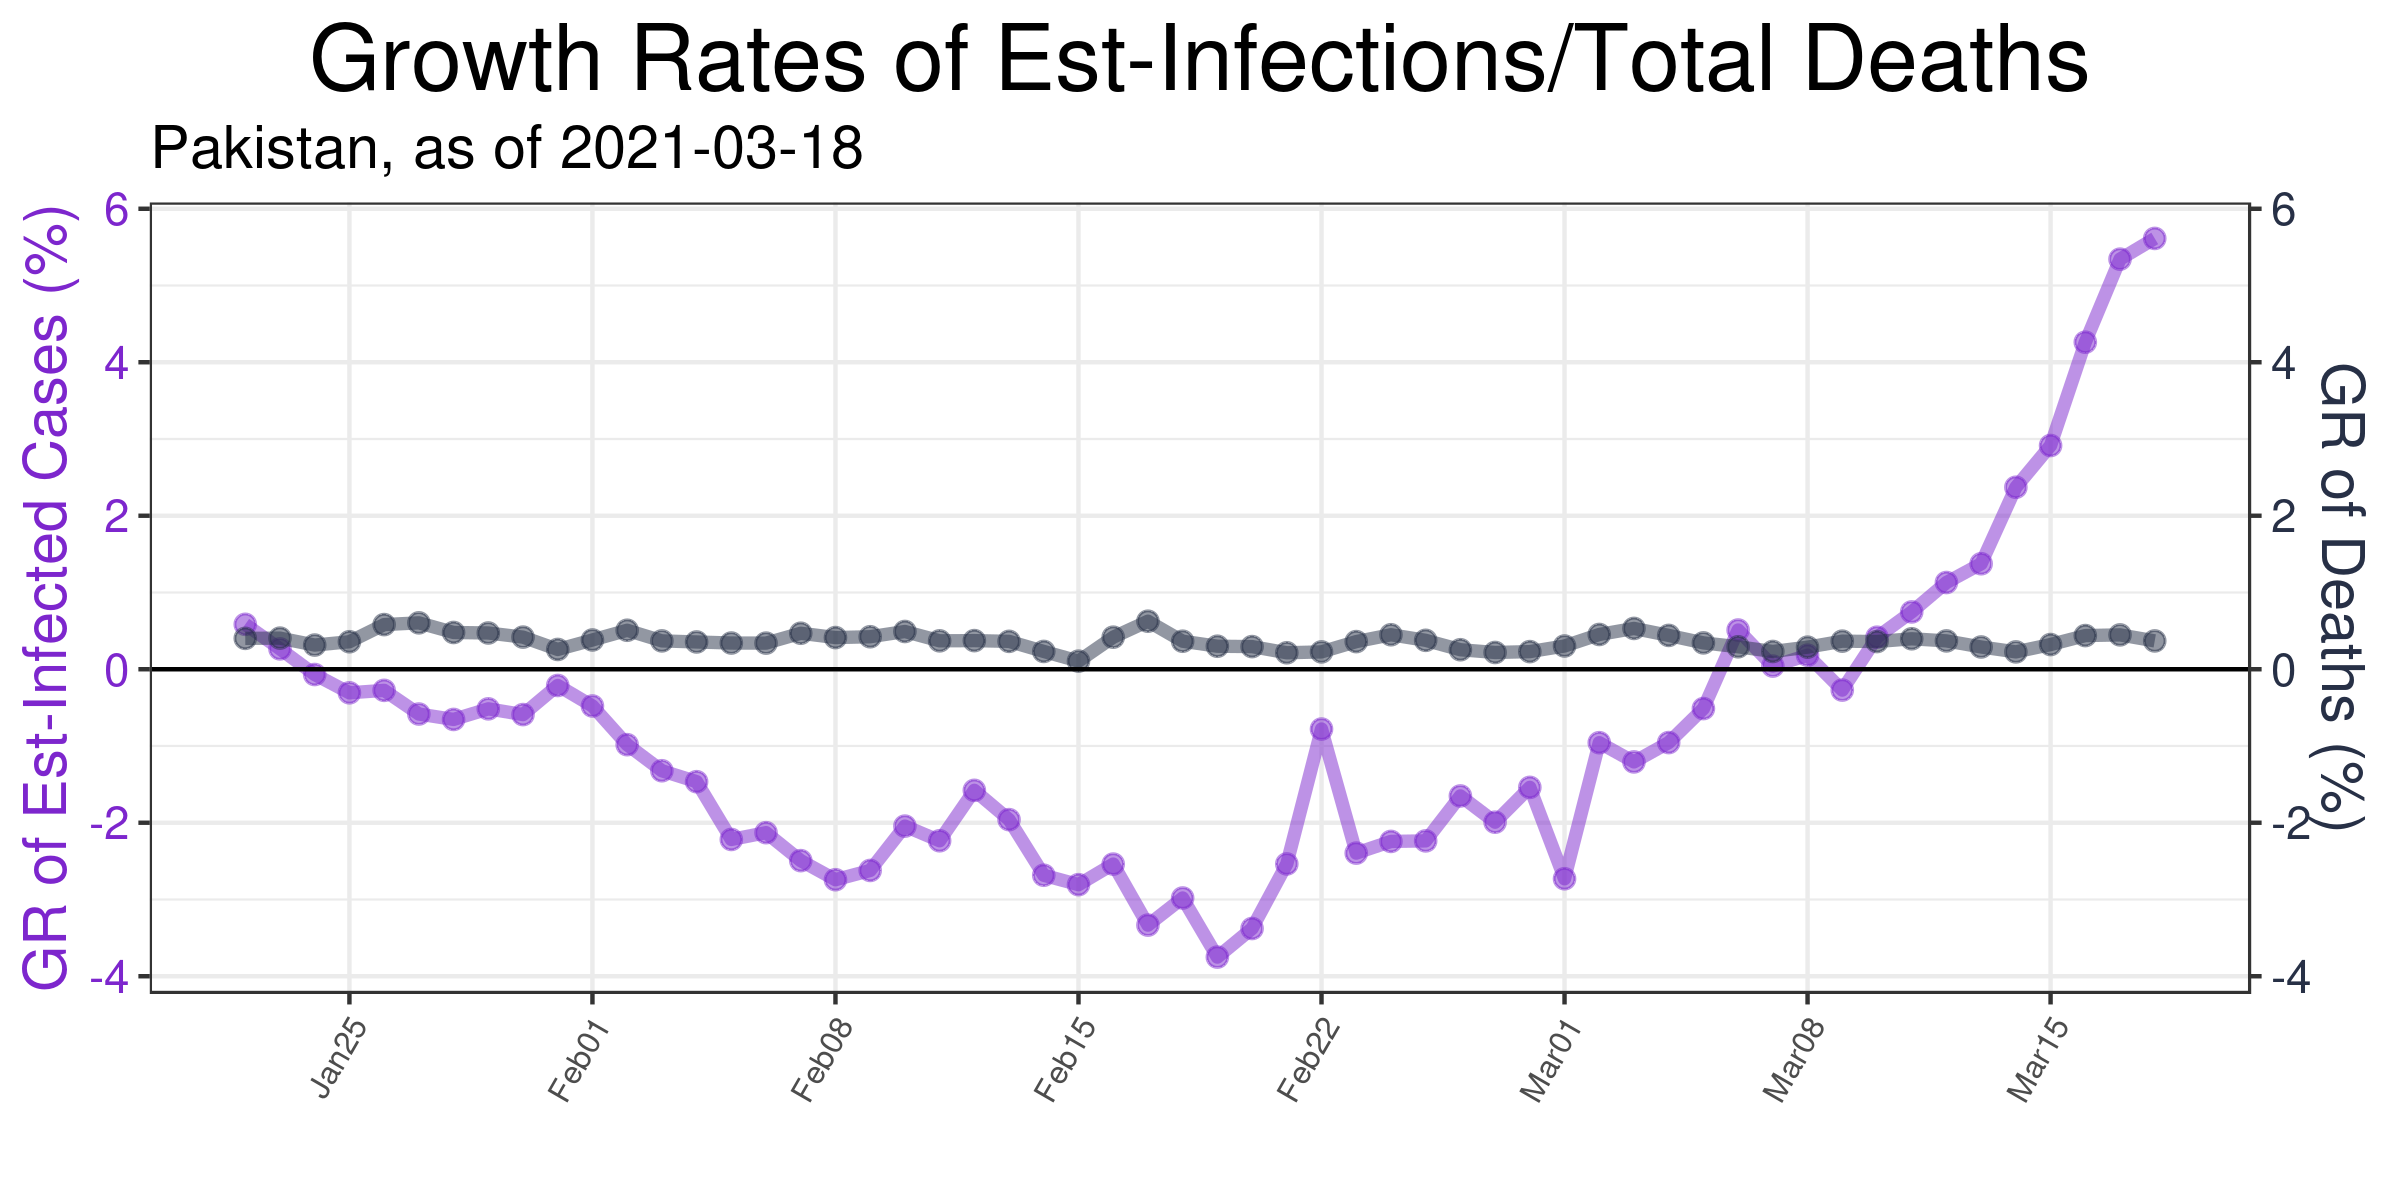 Growth Rates of Est-Infections/Total Deaths
Pakistan, as of 2021-03-18
GR of Est-Infected Cases (%)
6
4
2
0
-2
-4
6
4
2
0
-2
-4
GR of Deaths (%)
Jan25
Feb01
Feb08
Feb15
Feb22
Mar01
Mar08
Mar15